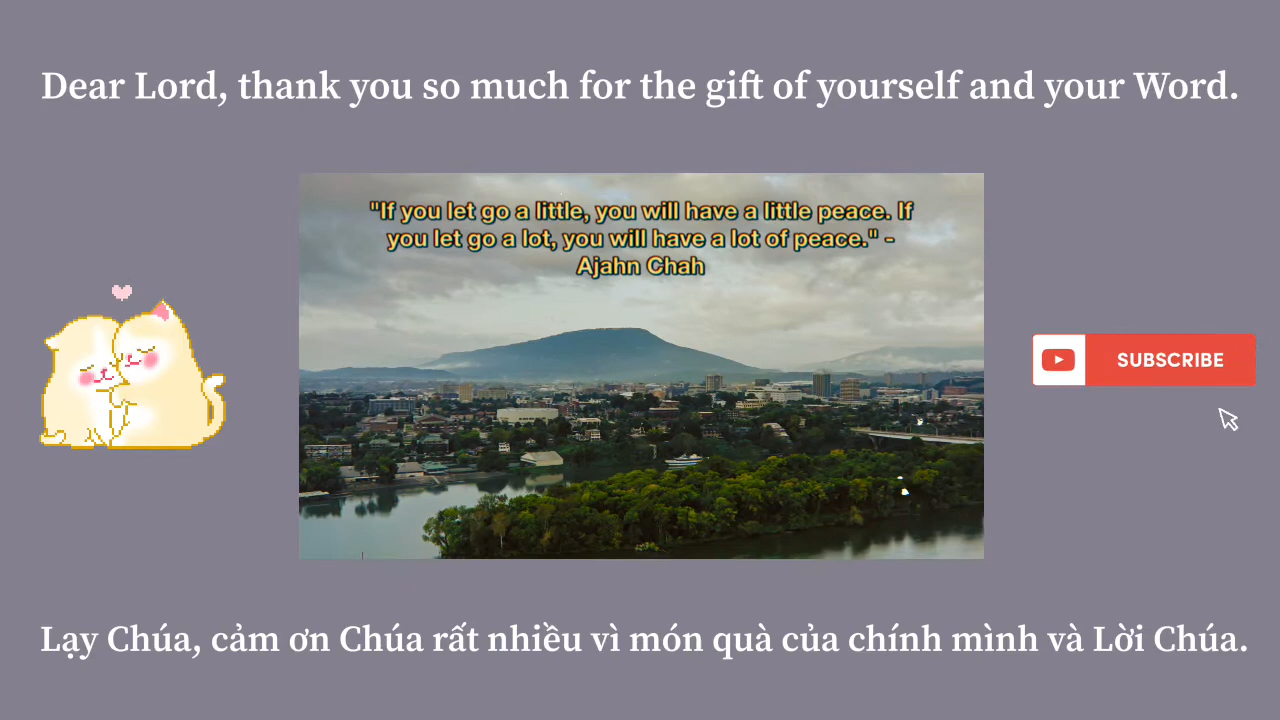 Dear Lord, thank you so much for the gift of yourself and your Word.
"If you let go a little, you will have a little peace. If
you let go a lot, you will have a lot of peace." -
Ajahn Chah
SUBSCRIBE
Lạy Chúa, cảm ơn Chúa rất nhiều vì món quà của chính mình và Lời Chúa.